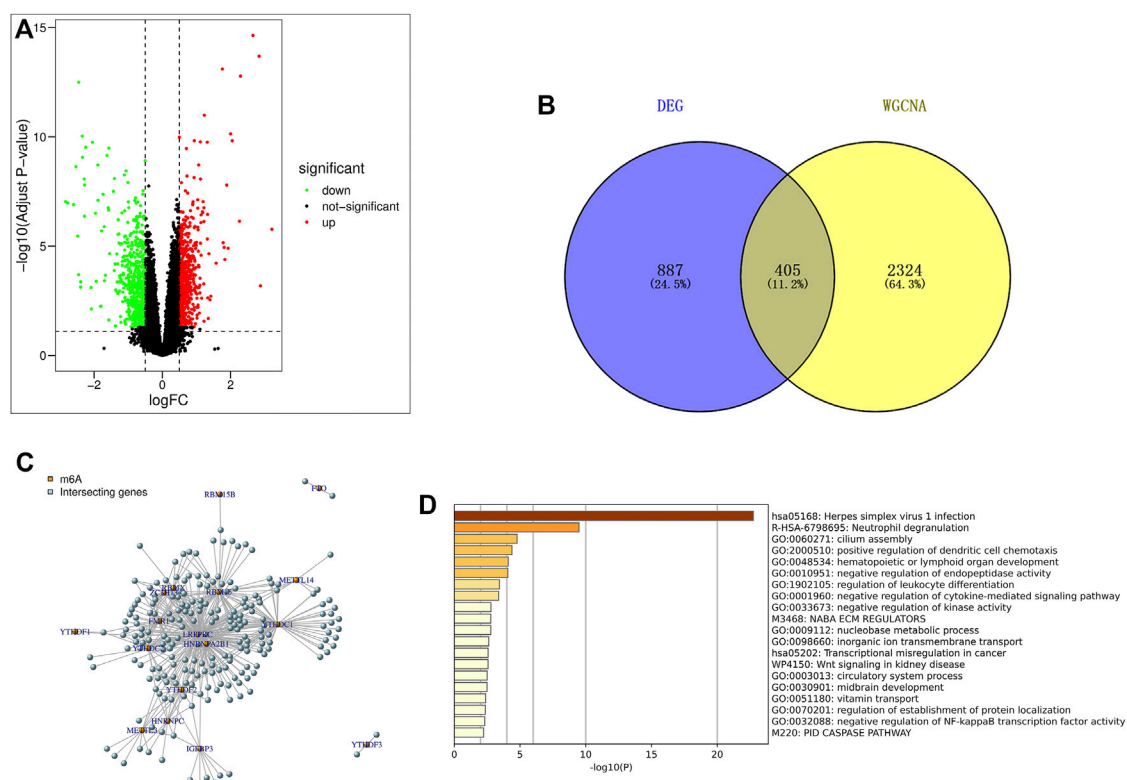 A
15
10
5
0
−log10(Adjust P−value)
−2
0
2
logFC
significant
down
not−significant
up
B
DEG
WGCNA
887
(24.5%)
405
(11.2%)
2324
(64.3%)
C
m6A
Intersecting genes
RBM15B
FTO
METTL14
RBMX
FMR1
YTHDC1
YTHDF1
LRPPRC
HNRNPA2B1
YTHDC2
YTHDF2
HNRNPC
METTL3
IGFBP3
YTHDF3
D
hsa05168: Herpes simplex virus 1 infection
R-HSA-6798695: Neutrophil degranulation
GO:0060271: cilium assembly
GO:2000510: positive regulation of dendritic cell chemotaxis
GO:0048534: hematopoietic or lymphoid organ development
GO:0010951: negative regulation of endopeptidase activity
GO:1902105: regulation of leukocyte differentiation
GO:0001960: negative regulation of cytokine-mediated signaling pathway
GO:0033673: negative regulation of kinase activity
M3468: NABA ECM REGULATORS
GO:0009112: nucleobase metabolic process
GO:0098660: inorganic ion transmembrane transport
hsa05202: Transcriptional misregulation in cancer
WP4150: Wnt signaling in kidney disease
GO:0003013: circulatory system process
GO:0030901: midbrain development
GO:0051180: vitamin transport
GO:0070201: regulation of establishment of protein localization
GO:0032088: negative regulation of NF-kappaB transcription factor activity
M220: PID CASPASE PATHWAY
0
5
10
15
20
-log10(P)